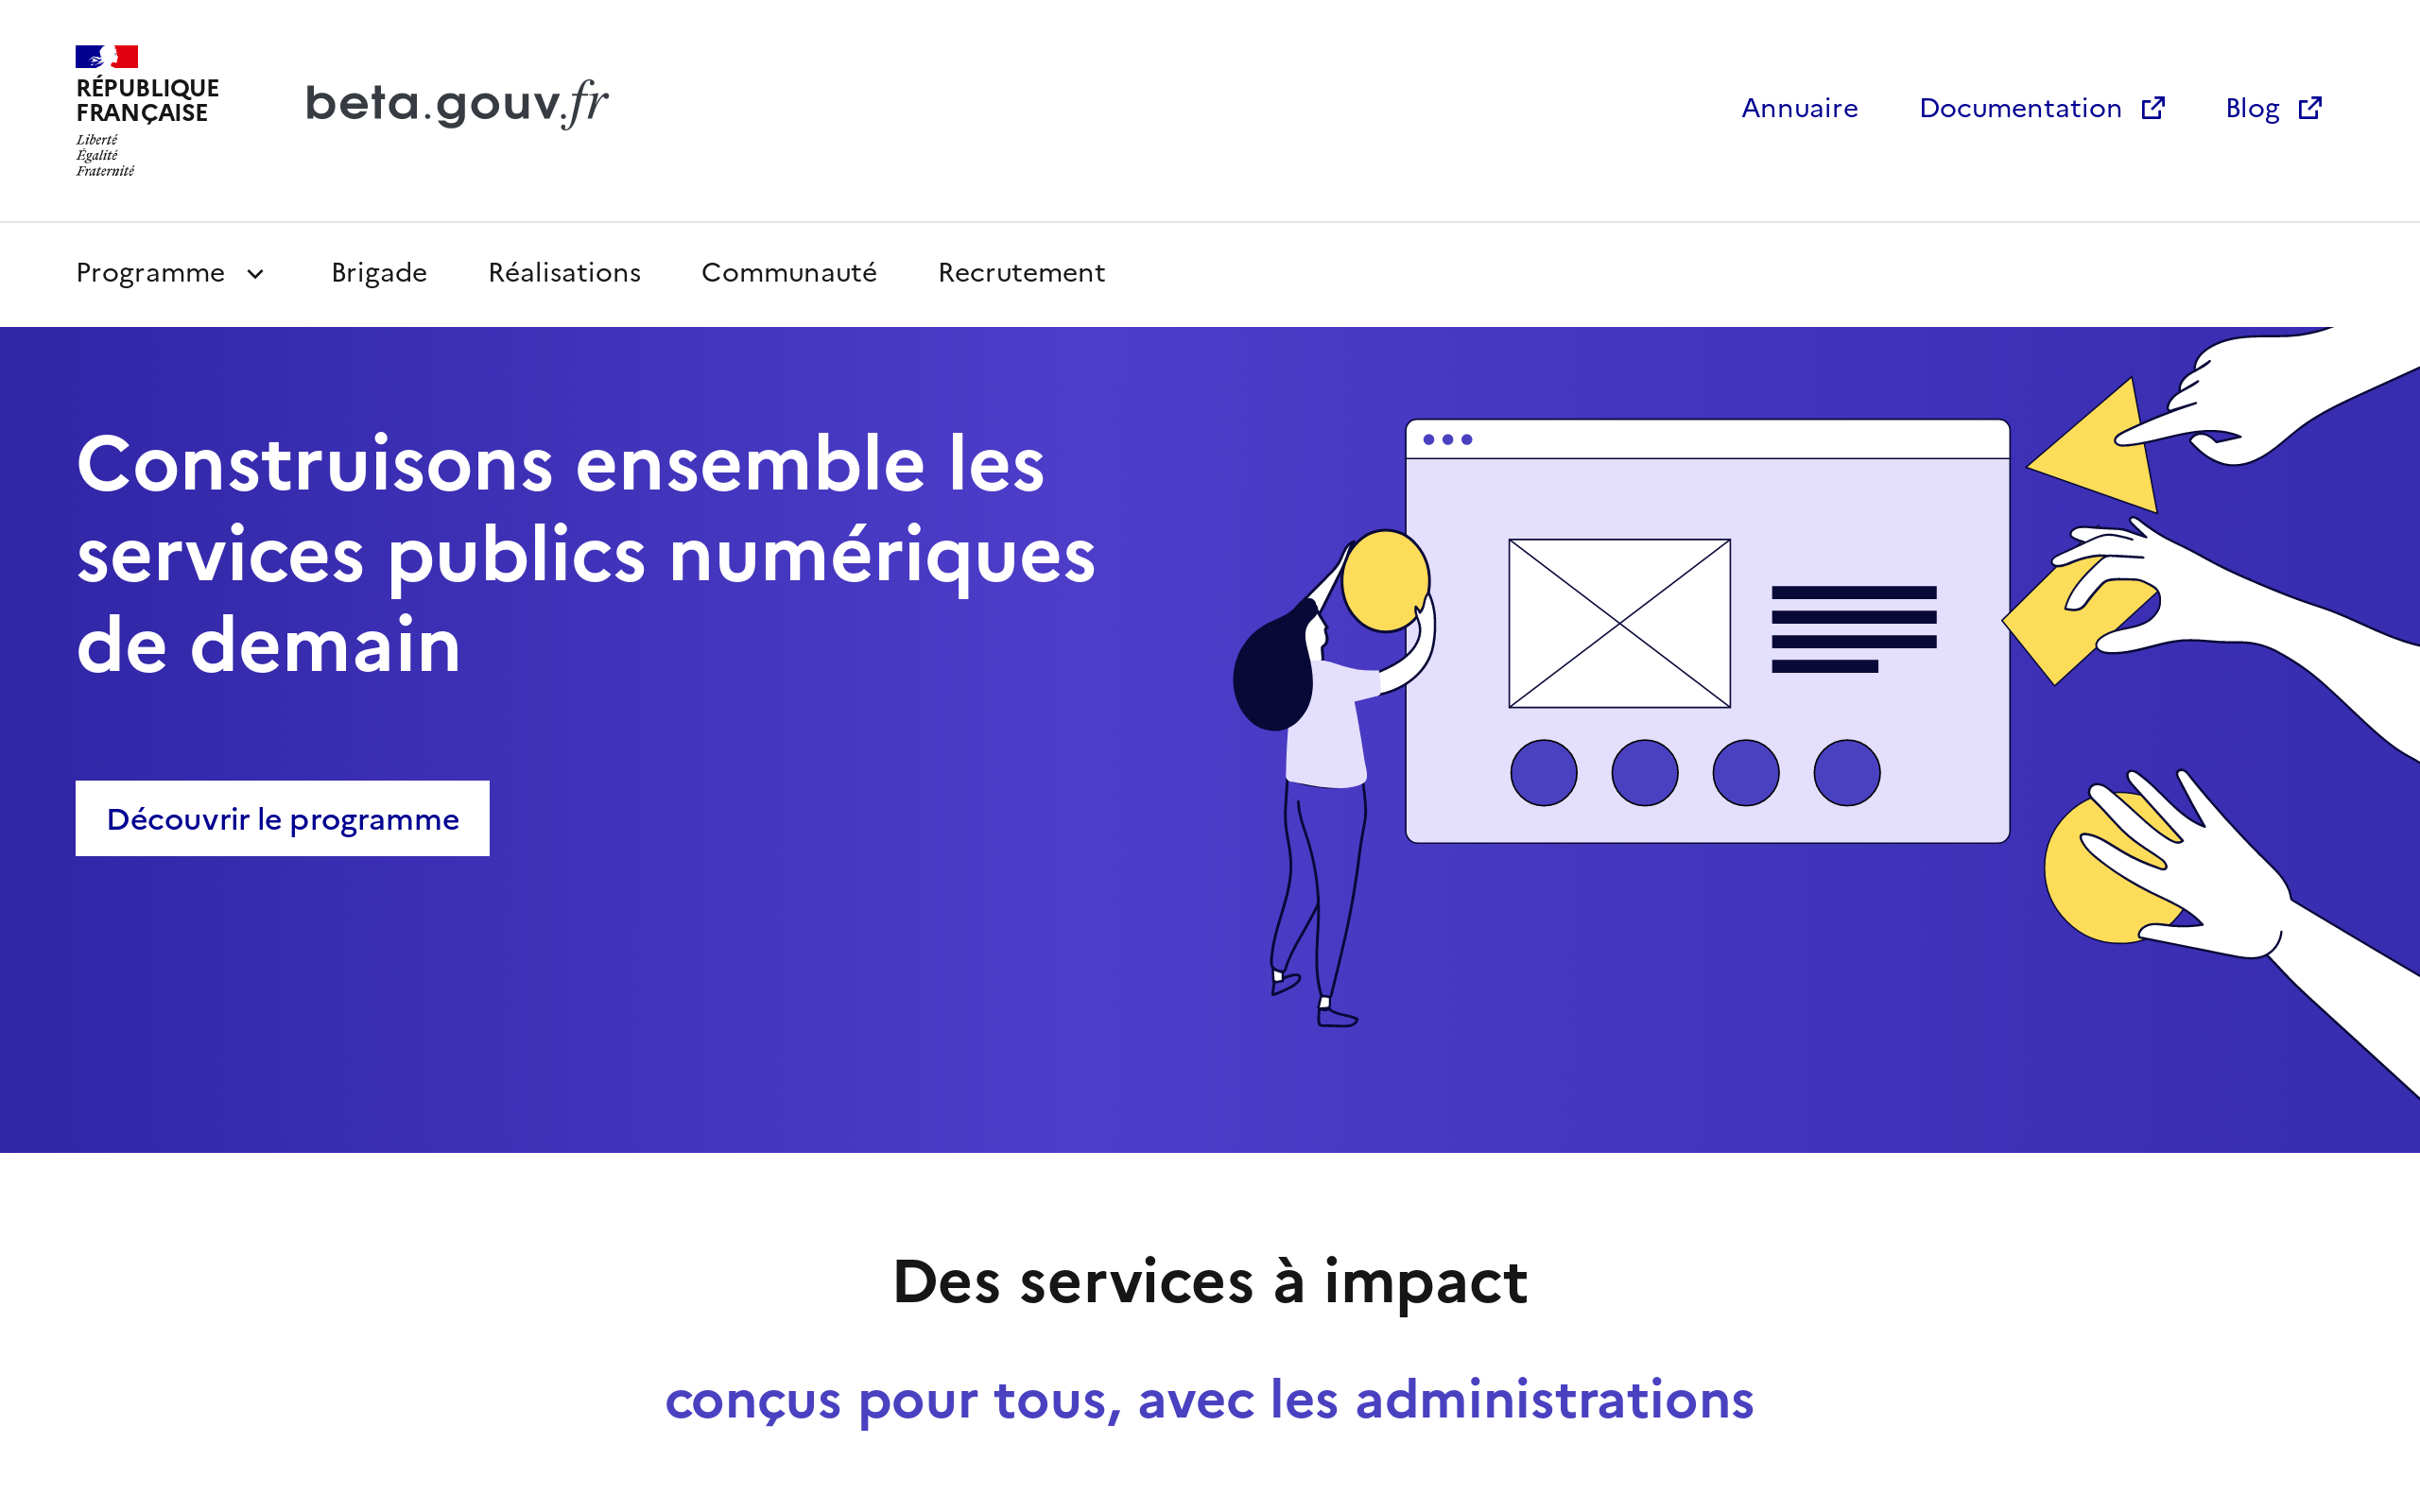 RÉPUBLIQUE
FRANÇAISE
Liberté
Égalité
Fraternité
beta.gouv.fr
Annuaire
Documentation
Blog
Programme
Brigade
Réalisations
Communauté
Recrutement
Construisons ensemble les
services publics numériques
de demain
Découvrir le programme
Des services à impact
conçus pour tous, avec les administrations